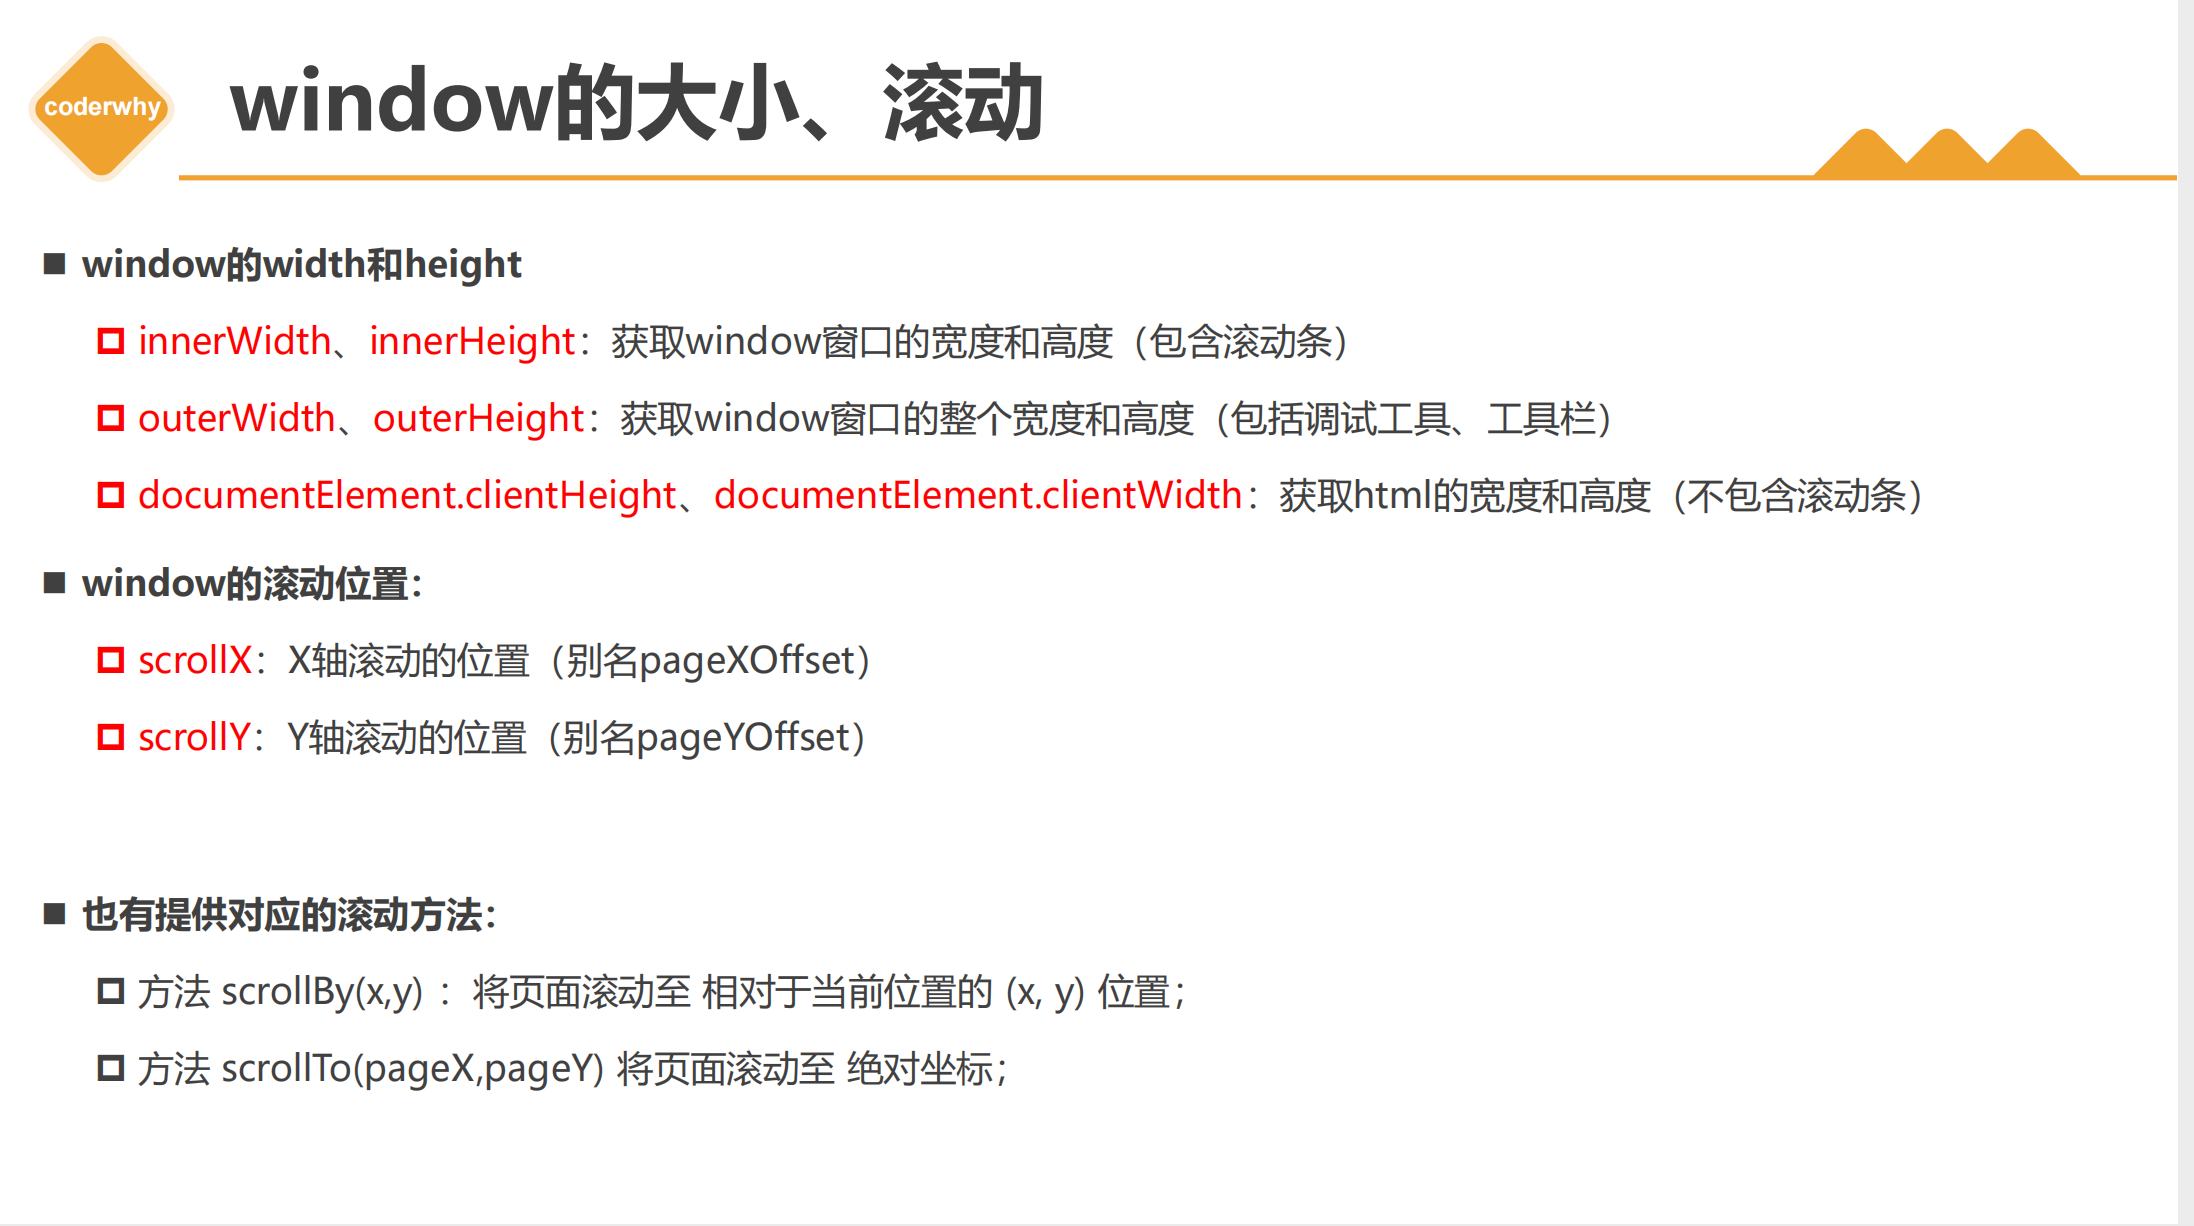 coderwhy
window的大小、滚动
window的width和height
innerWidth、innerHeight：获取window窗口的宽度和高度（包含滚动条）
outerWidth、outerHeight：获取window窗口的整个宽度和高度（包括调试工具、工具栏）
documentElement.clientHeight、documentElement.clientWidth：获取html的宽度和高度（不包含滚动条）
window的滚动位置：
scrollX：X轴滚动的位置（别名pageXOffset）
scrollY：Y轴滚动的位置（别名pageYOffset）
也有提供对应的滚动方法：
方法 scrollBy(x,y) ：将页面滚动至 相对于当前位置的 (x, y) 位置；
方法 scrollTo(pageX,pageY) 将页面滚动至 绝对坐标；